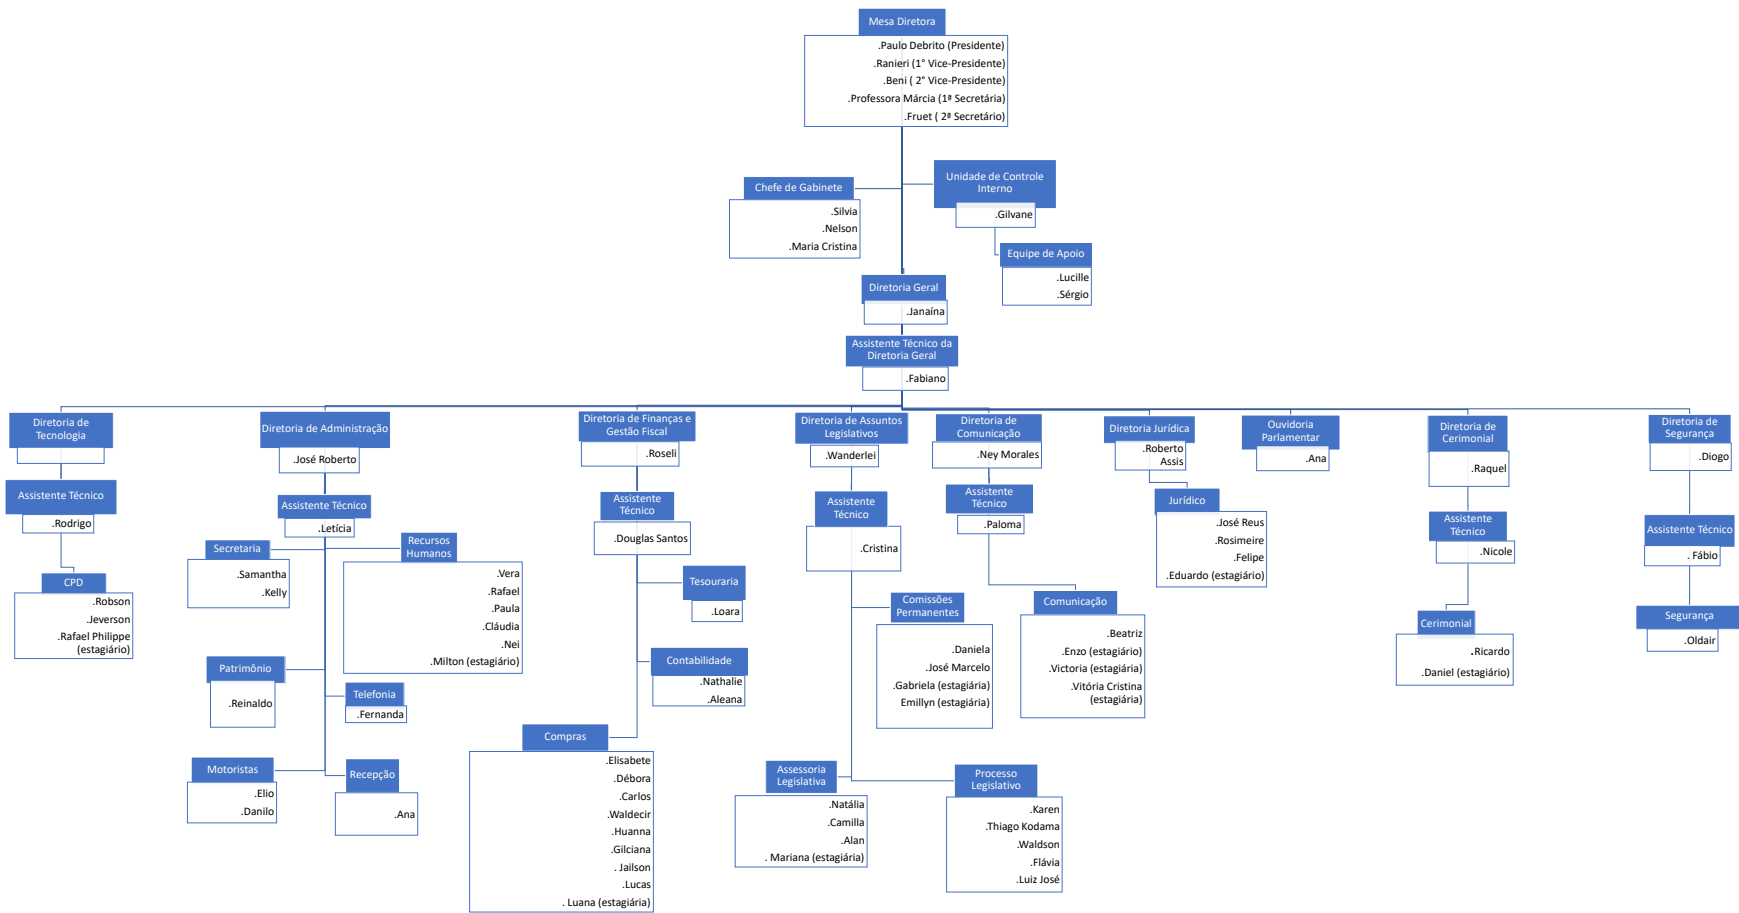 Mesa Diretora
.Paulo Debrito (Presidente)
.Ranieri (1° Vice-Presidente)
.Beni ( 2° Vice-Presidente)
.Professora Márcia (1ª Secretária)
.Fruet ( 2ª Secretário)
Chefe de Gabinete
.Silvia
.Nelson
.Maria Cristina
Unidade de Controle
Interno
.Gilvane
Equipe de Apoio
.Lucille
.Sérgio
Diretoria Geral
.Janaína
Assistente Técnico da
Diretoria Geral
.Fabiano
Diretoria de
Tecnologia
Assistente Técnico
.Rodrigo
CPD
.Robson
.Jeverson
.Rafael Philippe
(estagiário)
Diretoria de Administração
.José Roberto
Assistente Técnico
.Letícia
Secretaria
.Samantha
.Kelly
Recursos
Humanos
.Vera
.Rafael
.Paula
.Cláudia
.Nei
.Milton (estagiário)
Patrimônio
.Reinaldo
Telefonia
.Fernanda
Motoristas
.Elio
.Danilo
Recepção
.Ana
Diretoria de Finanças e
Gestão Fiscal
.Roseli
Assistente
Técnico
.Douglas Santos
Tesouraria
.Loara
Contabilidade
.Nathalie
.Aleana
Compras
.Elisabete
.Débora
.Carlos
.Waldecir
.Huanna
.Gilciana
. Jailson
.Lucas
. Luana (estagiária)
Diretoria de Assuntos
Legislativos
.Wanderlei
Assistente
Técnico
.Cristina
Comissões
Permanentes
.Daniela
.José Marcelo
.Gabriela (estagiária)
Emillyn (estagiária)
Assessoria
Legislativa
.Natália
.Camilla
.Alan
. Mariana (estagiária)
Processo
Legislativo
.Karen
.Thiago Kodama
.Waldson
.Flávia
.Luiz José
Diretoria de
Comunicação
.Ney Morales
Assistente
Técnico
.Paloma
Comunicação
.Beatriz
.Enzo (estagiário)
.Victoria (estagiária)
.Vitória Cristina
(estagiária)
Diretoria Jurídica
.Roberto
Assis
Jurídico
.José Reus
.Rosimeire
.Felipe
.Eduardo (estagiário)
Ouvidoria
Parlamentar
.Ana
Diretoria de
Cerimonial
.Raquel
Assistente
Técnico
.Nicole
Cerimonial
.Ricardo
.Daniel (estagiário)
Diretoria de
Segurança
.Diogo
Assistente Técnico
. Fábio
Segurança
.Oldair